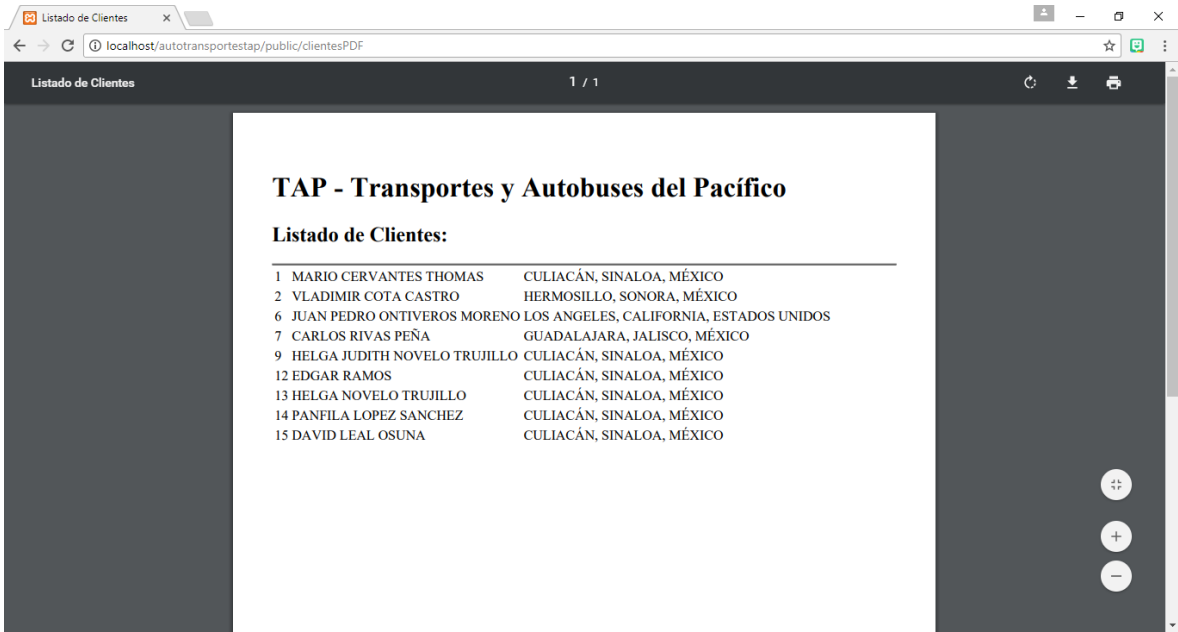 Listado de Clientes
localhost/autotransportestap/public/clientesPDF
Listado de Clientes 1 / 1
TAP - Transportes y Autobuses del Pacífico
Listado de Clientes:
1 MARIO CERVANTES THOMAS CULIACÁN, SINALOA, MÉXICO
2 VLADIMIR COTA CASTRO HERMOSILLO, SONORA, MÉXICO
6 JUAN PEDRO ONTIVEROS MORENO LOS ANGELES, CALIFORNIA, ESTADOS UNIDOS
7 CARLOS RIVAS PEÑA GUADALAJARA, JALISCO, MÉXICO
9 HELGA JUDITH NOVELO TRUJILLO CULIACÁN, SINALOA, MÉXICO
12 EDGAR RAMOS CULIACÁN, SINALOA, MÉXICO
13 HELGA NOVELO TRUJILLO CULIACÁN, SINALOA, MÉXICO
14 PANFILA LOPEZ SANCHEZ CULIACÁN, SINALOA, MÉXICO
15 DAVID LEAL OSUNA CULIACÁN, SINALOA, MÉXICO